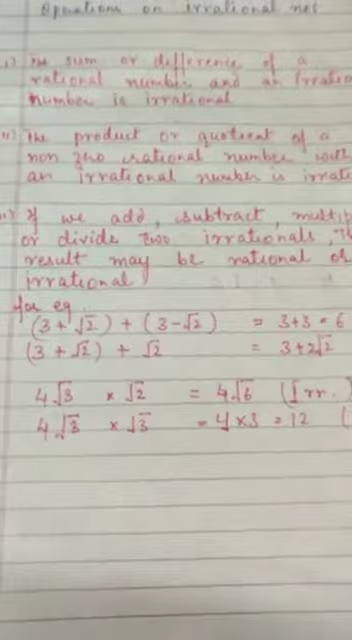 Operations on irrational nos
i) The sum or difference of a
rational number and an Irratio
number is irrational
ii) The product or quotient of a
non zero rational number with
an irrational number is irrati
iii) If we add, subtract, multip
or divide two irrationals, The
result may be rational or
irrational
for eg
(3 + √2) + (3 - √2) = 3+3 = 6
(3 + √2) + √2 = 3+2√2
4√3 × √2 = 4√6 (Irr.)
4√3 × √3 = 4×3 = 12 (